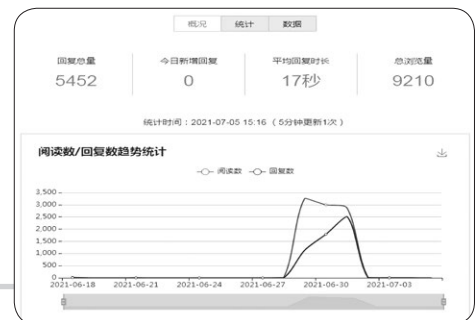 概况 统计 数据
回复总量 今日新增回复 平均回复时长 总浏览量
5452 0 17秒 9210
统计时间：2021-07-05 15:16 （5分钟更新1次）
阅读数/回复数趋势统计
阅读数 回复数
3,500
3,000
2,500
2,000
1,500
1,000
500
0
2021-06-18 2021-06-21 2021-06-24 2021-06-27 2021-06-30 2021-07-03